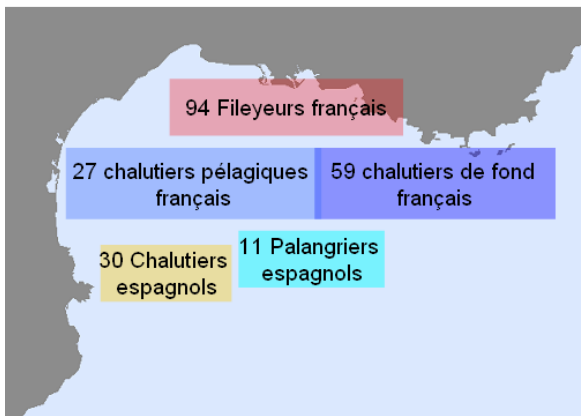 94 Fileyeurs français
27 chalutiers pélagiques
français
59 chalutiers de fond
français
30 Chalutiers
espagnols
11 Palangriers
espagnols